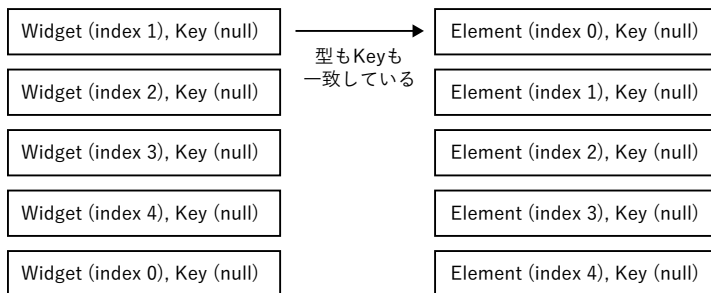 Widget (index 1), Key (null)
型もKeyも
一致している
Element (index 0), Key (null)
Widget (index 2), Key (null)
Element (index 1), Key (null)
Widget (index 3), Key (null)
Element (index 2), Key (null)
Widget (index 4), Key (null)
Element (index 3), Key (null)
Widget (index 0), Key (null)
Element (index 4), Key (null)